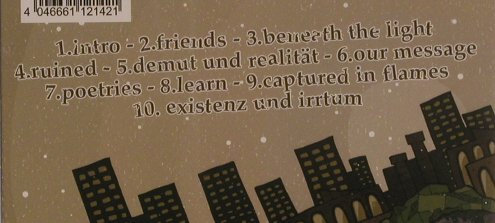 4 046661 121421
1.intro - 2.friends - 3.beneath the light
4.ruined - 5.demut und realität - 6.our message
7.poetries - 8.learn - 9.captured in flames
10. existenz und irrtum